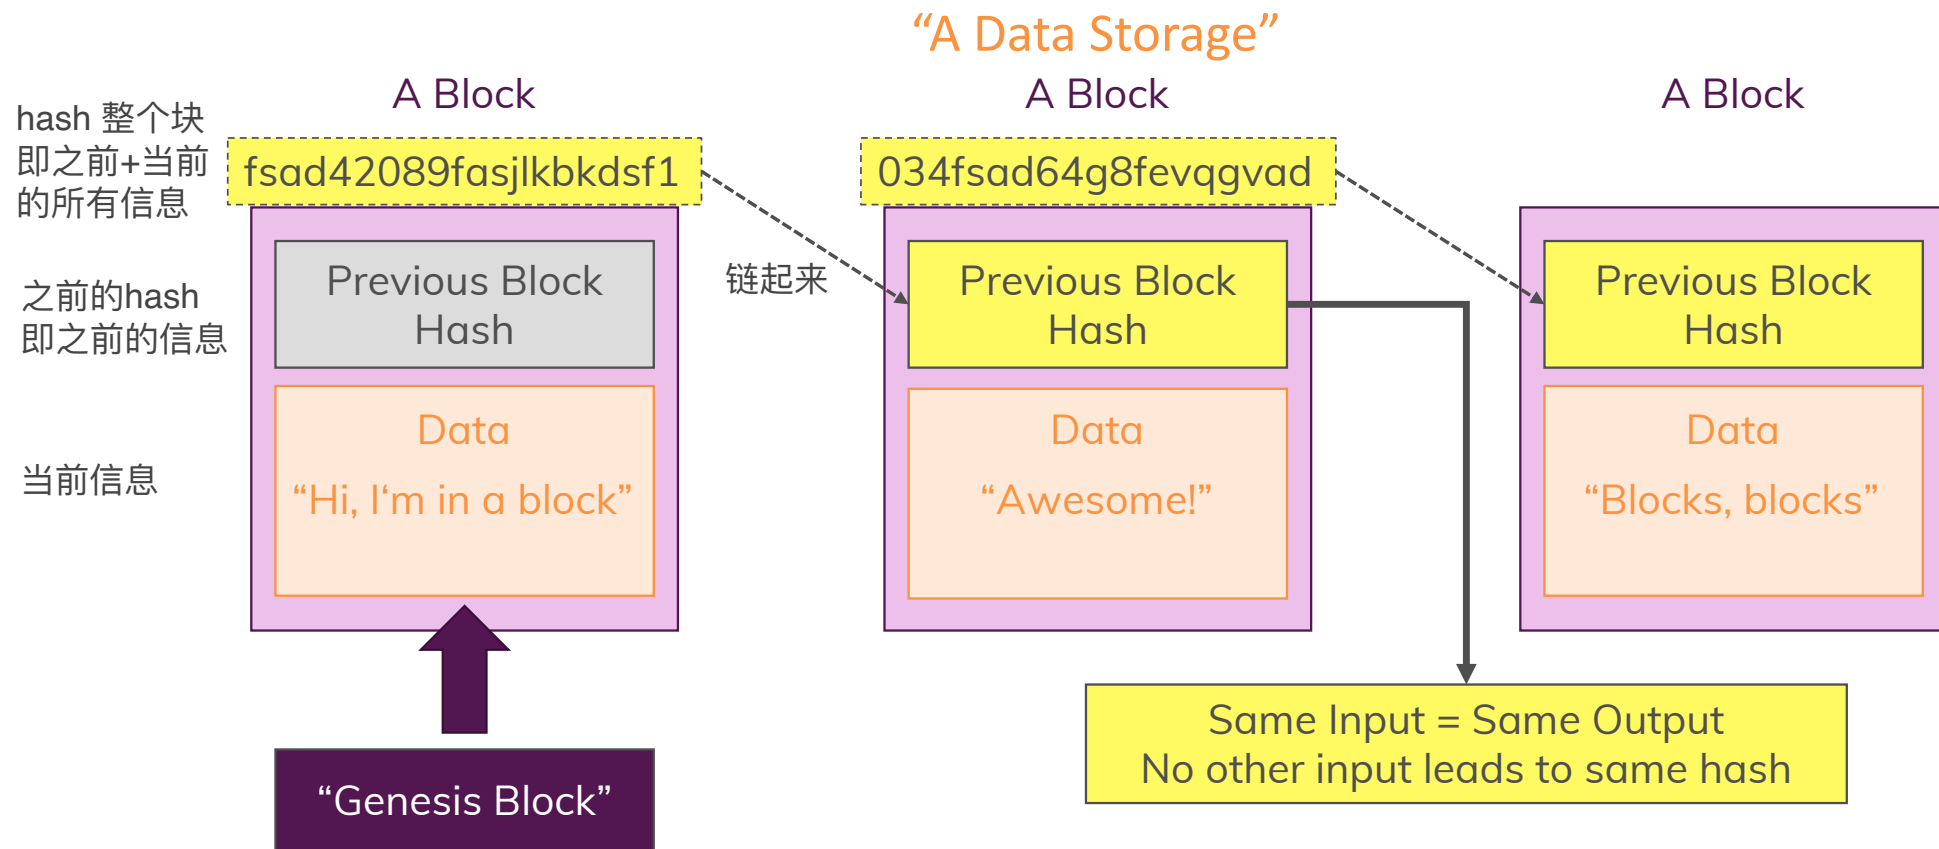 “A Data Storage”
A Block
A Block
A Block
hash 整个块
即之前+当前
的所有信息
fsad42089fasjlkbkdsf1
034fsad64g8fevqgvad
之前的hash
即之前的信息
Previous Block
Hash
链起来
Previous Block
Hash
Previous Block
Hash
当前信息
Data
“Hi, I‘m in a block”
Data
“Awesome!”
Data
“Blocks, blocks”
“Genesis Block”
Same Input = Same Output
No other input leads to same hash